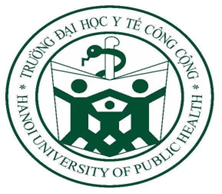 TRƯỜNG ĐẠI HỌC Y TẾ CÔNG CỘNG
HANOI UNIVERSITY OF PUBLIC HEALTH